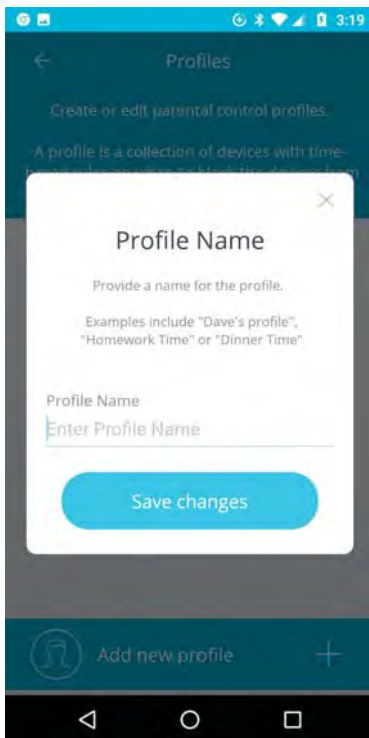 3:19
Profiles
Create or edit parental control profiles.
A profile is a collection of devices with time-
Profile Name
Provide a name for the profile.
Examples include "Dave's profile",
"Homework Time" or "Dinner Time"
Profile Name
Enter Profile Name
Save changes
Add new profile